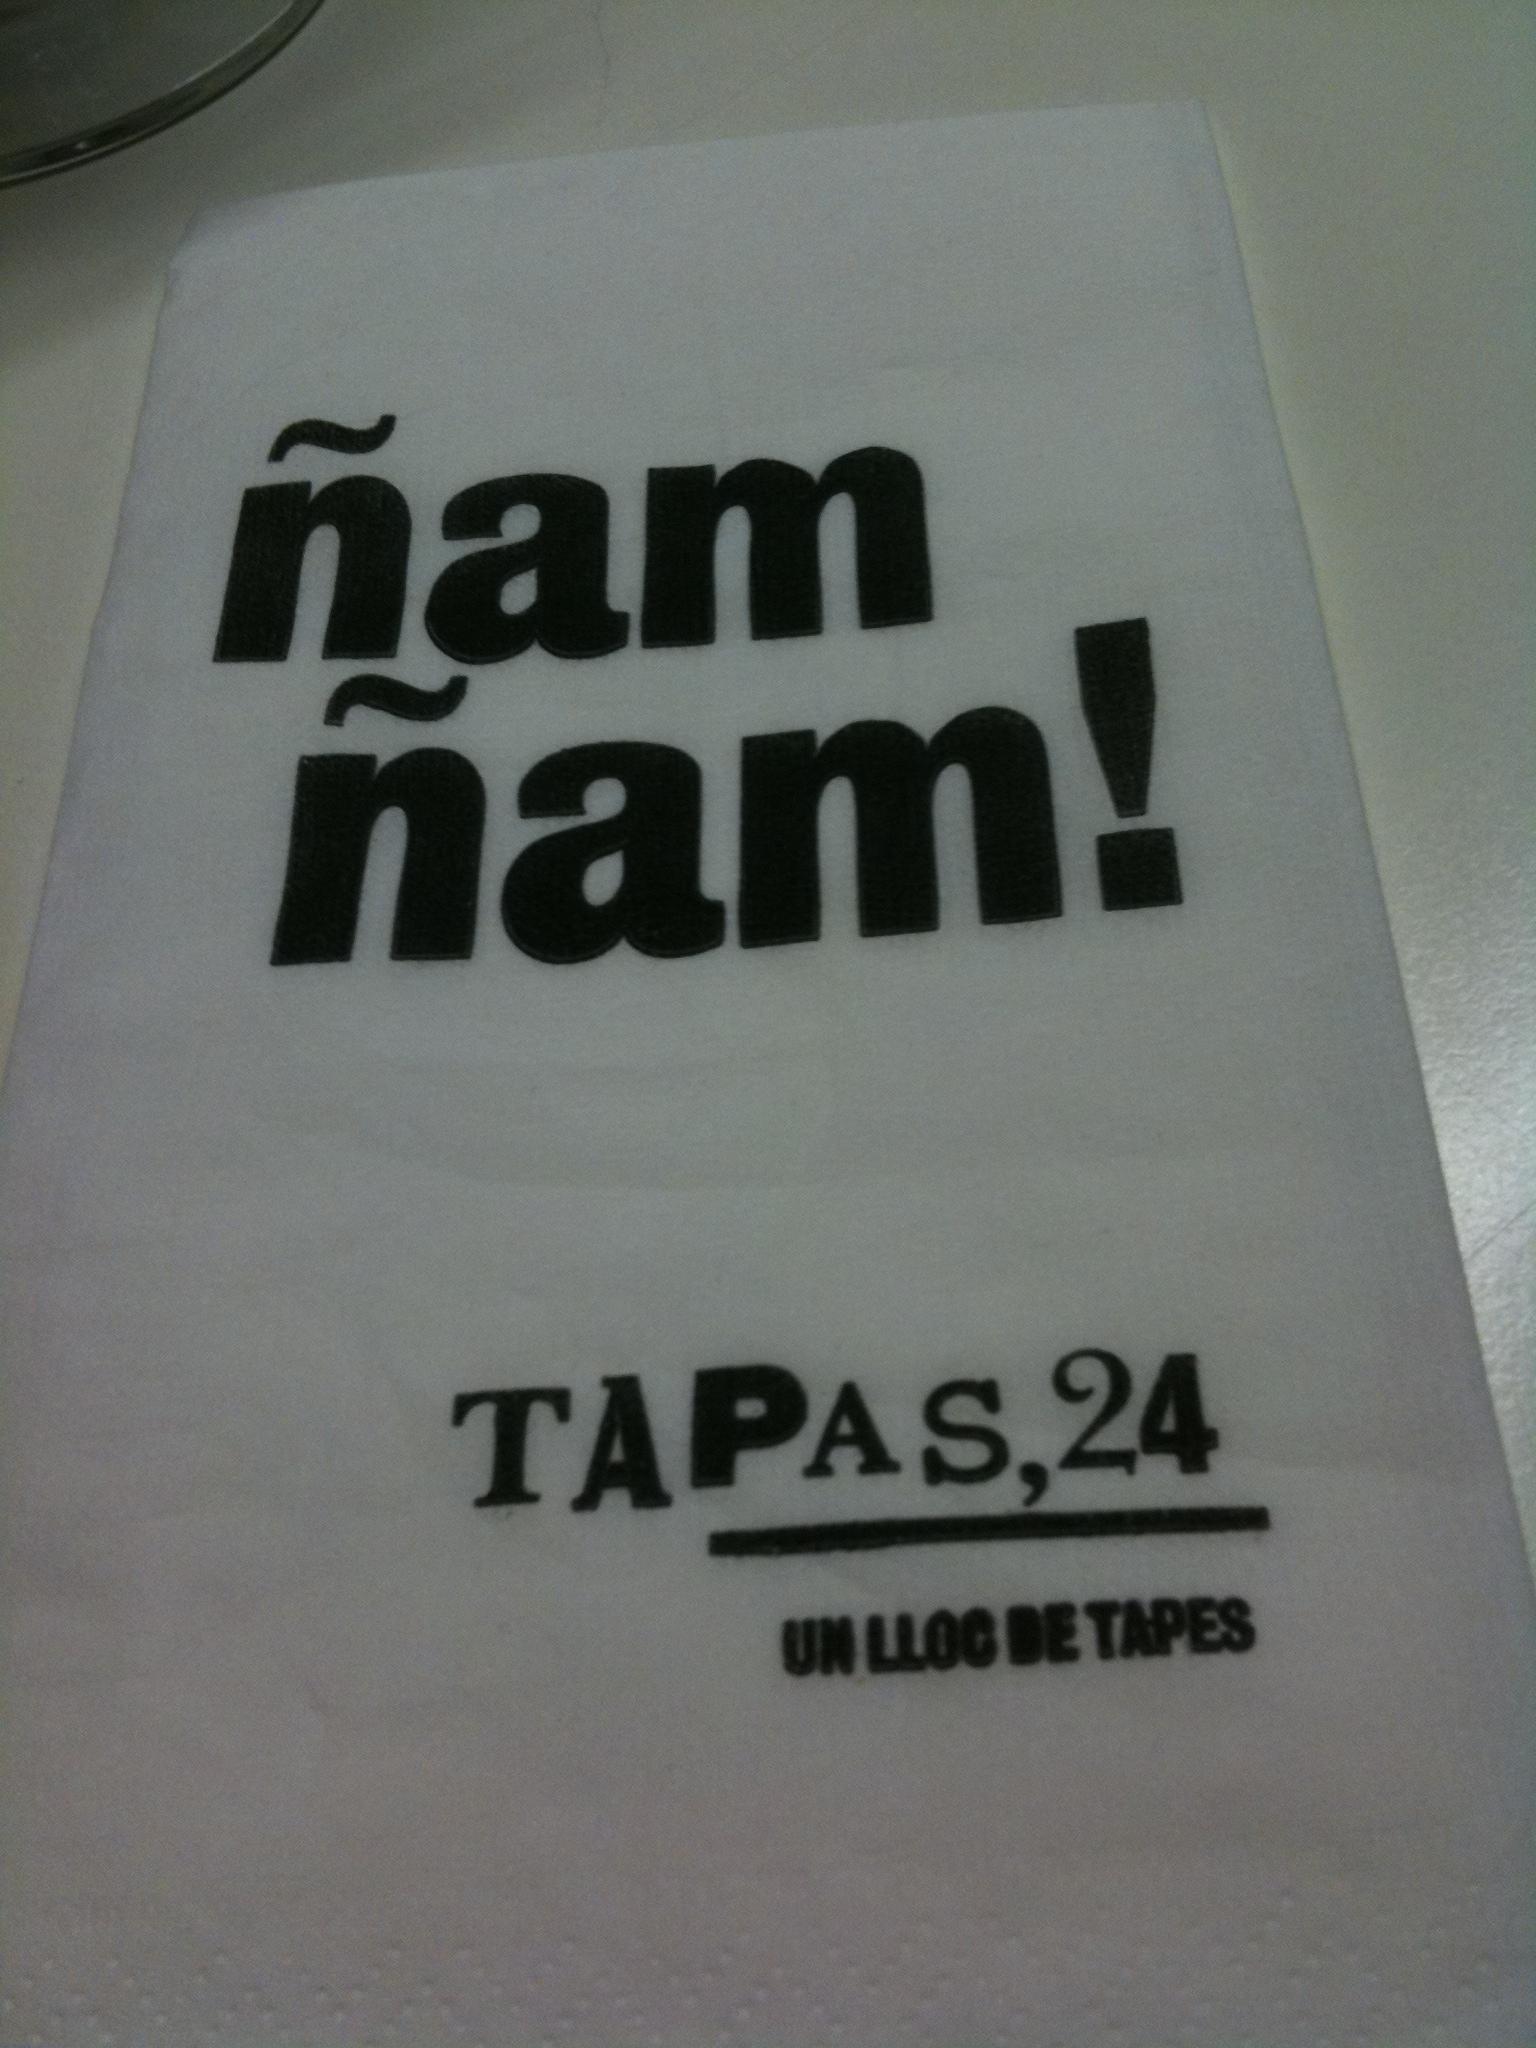 ñam
ñam!
TAPAS,24
UN LLOC DE TAPES